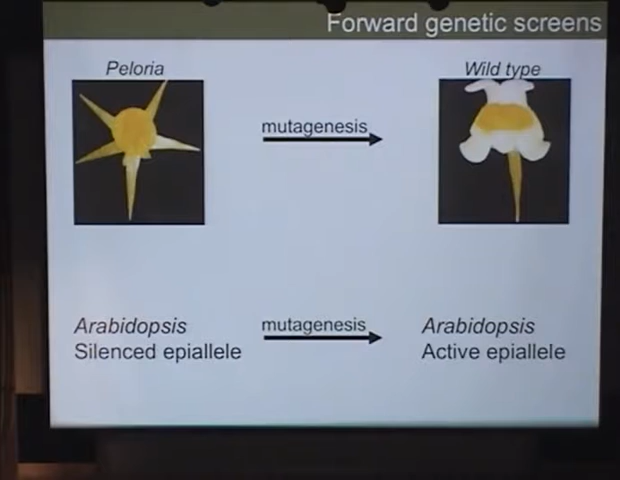 Forward genetic screens
Peloria
Wild type
mutagenesis
Arabidopsis
Silenced epiallele
mutagenesis
Arabidopsis
Active epiallele